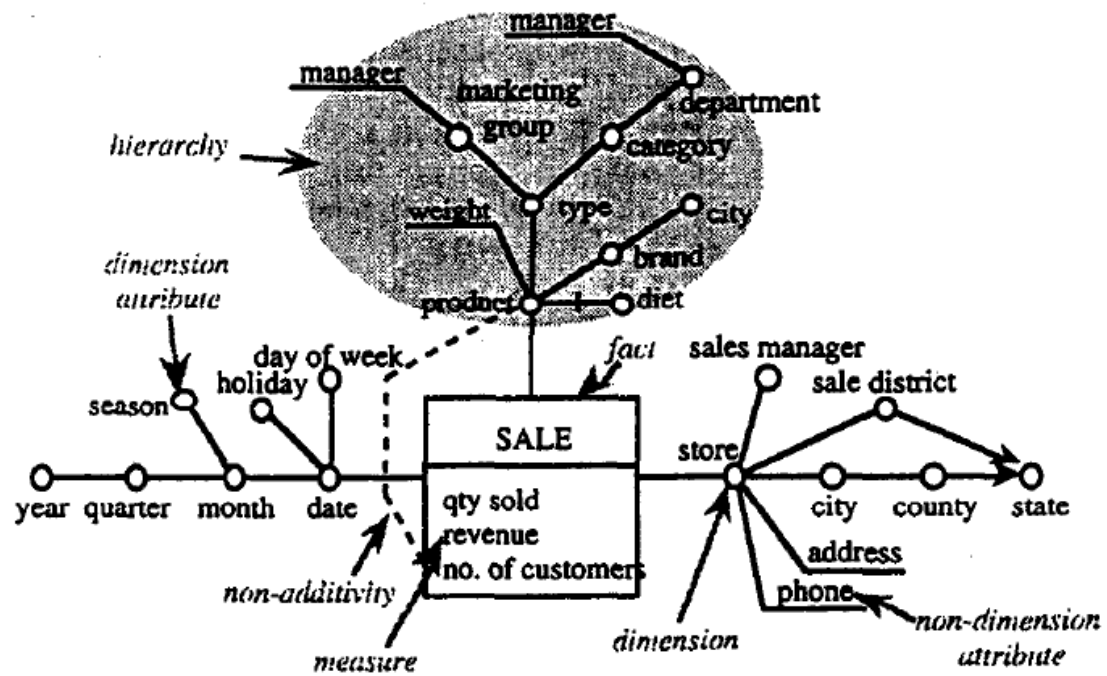 manager
manager
marketing
group
department
category
hierarchy
weight
type
city
brand
dimension
attribute
product
diet
fact
day of week
holiday
season
sales manager
sale district
SALE
store
year
quarter
month
date
qty sold
revenue
no. of customers
city
county
state
address
phone
non-additivity
measure
dimension
non-dimension
attribute